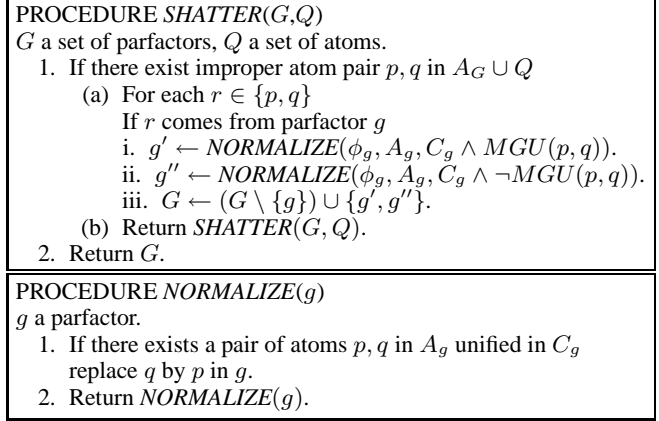 PROCEDURE SHATTER(G,Q)
G a set of parfactors, Q a set of atoms.
1. If there exist improper atom pair p, q in A_G ∪ Q
(a) For each r ∈ {p, q}
If r comes from parfactor g
i. g′ ← NORMALIZE(ϕ_g, A_g, C_g ∧ MGU(p, q)).
ii. g′′ ← NORMALIZE(ϕ_g, A_g, C_g ∧ ¬MGU(p, q)).
iii. G ← (G \ {g}) ∪ {g′, g′′}.
(b) Return SHATTER(G, Q).
2. Return G.
PROCEDURE NORMALIZE(g)
g a parfactor.
1. If there exists a pair of atoms p, q in A_g unified in C_g
replace q by p in g.
2. Return NORMALIZE(g).